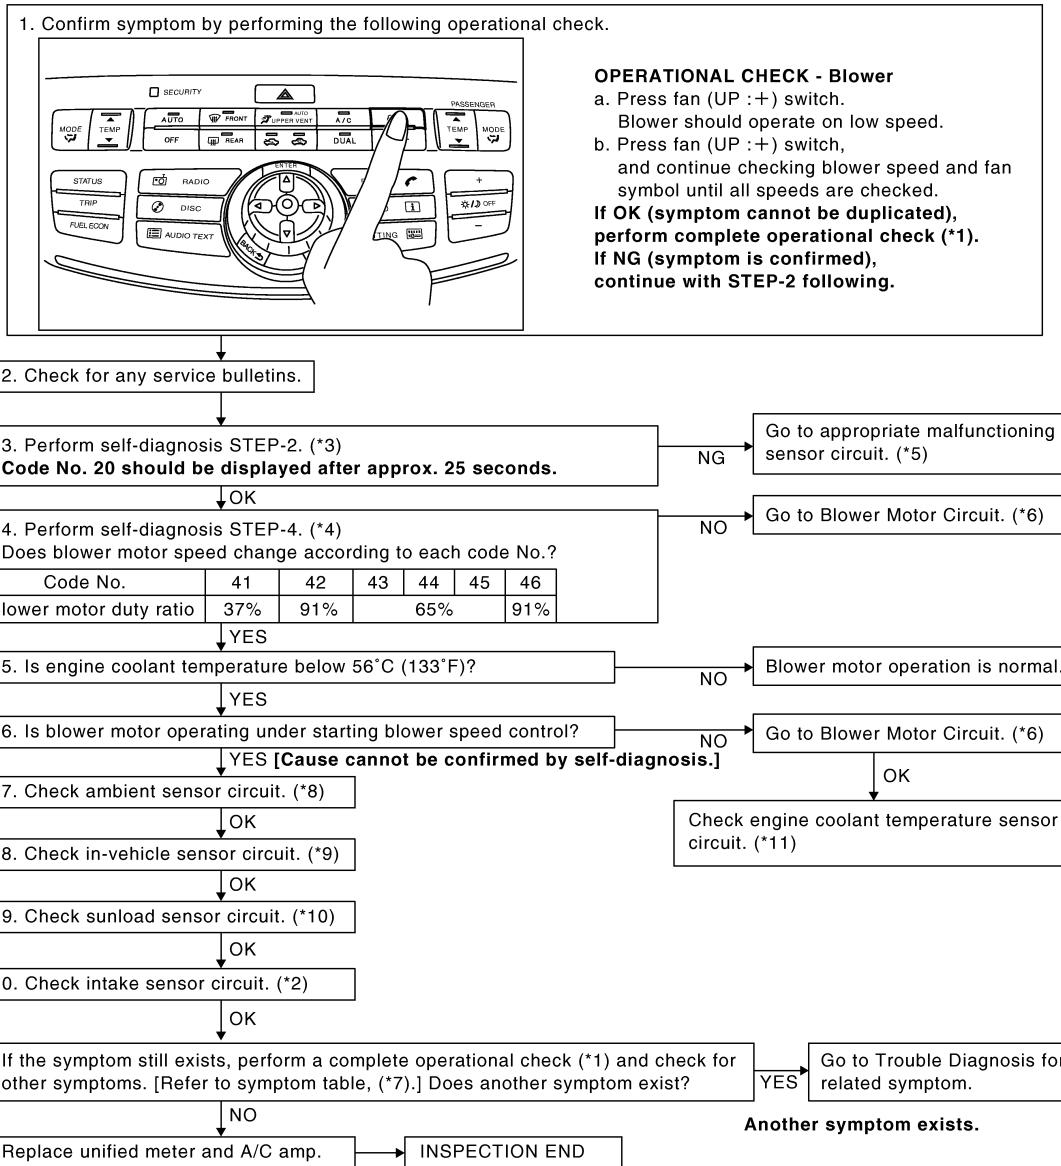 1. Confirm symptom by performing the following operational check.
SECURITY
PASSENGER
MODE
TEMP
AUTO
FRONT
AUTO
UPPER VENT
A/C
TEMP
MODE
OFF
REAR
DUAL
STATUS
TRIP
FUEL ECON
RADIO
DISC
AUDIO TEXT
ENTER
BACK
TING
+
OFF
−
OPERATIONAL CHECK - Blower
a. Press fan (UP :+) switch.
Blower should operate on low speed.
b. Press fan (UP :+) switch,
and continue checking blower speed and fan
symbol until all speeds are checked.
If OK (symptom cannot be duplicated),
perform complete operational check (*1).
If NG (symptom is confirmed),
continue with STEP-2 following.
2. Check for any service bulletins.
3. Perform self-diagnosis STEP-2. (*3)
Code No. 20 should be displayed after approx. 25 seconds.
NG
Go to appropriate malfunctioning
sensor circuit. (*5)
OK
4. Perform self-diagnosis STEP-4. (*4)
Does blower motor speed change according to each code No.?
Code No. 41 42 43 44 45 46
lower motor duty ratio 37% 91% 65% 91%
NO
Go to Blower Motor Circuit. (*6)
YES
5. Is engine coolant temperature below 56˚C (133˚F)?
NO
Blower motor operation is normal.
YES
6. Is blower motor operating under starting blower speed control?
NO
Go to Blower Motor Circuit. (*6)
YES [Cause cannot be confirmed by self-diagnosis.]
OK
Check engine coolant temperature sensor
circuit. (*11)
7. Check ambient sensor circuit. (*8)
OK
8. Check in-vehicle sensor circuit. (*9)
OK
9. Check sunload sensor circuit. (*10)
OK
0. Check intake sensor circuit. (*2)
OK
If the symptom still exists, perform a complete operational check (*1) and check for
other symptoms. [Refer to symptom table, (*7).] Does another symptom exist?
YES
Go to Trouble Diagnosis for
related symptom.
Another symptom exists.
NO
Replace unified meter and A/C amp.
INSPECTION END